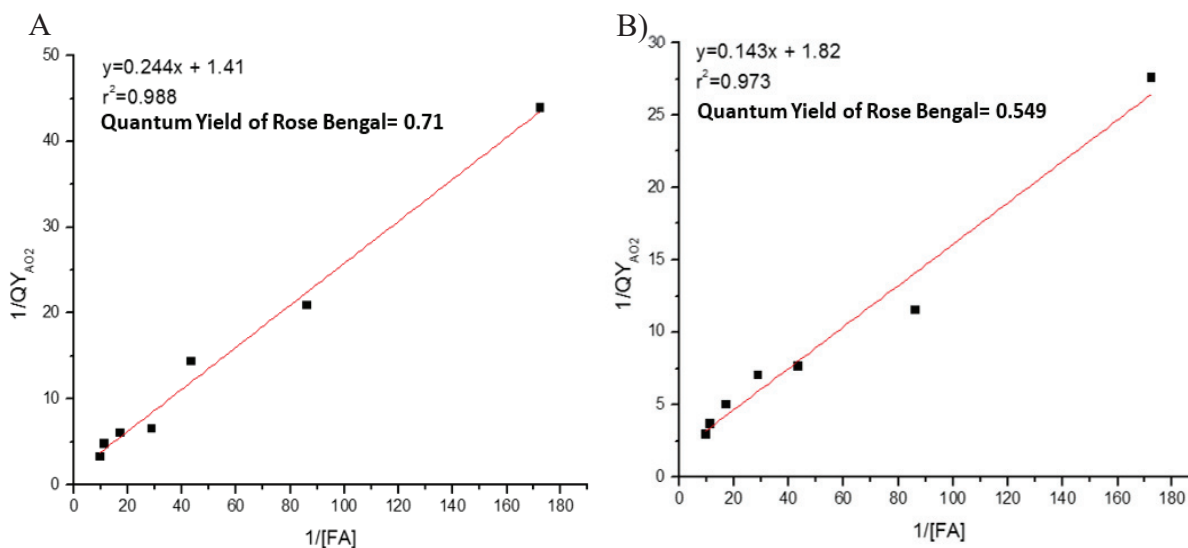 A
y=0.244x + 1.41
r²=0.988
Quantum Yield of Rose Bengal= 0.71
50
40
30
20
10
0
1/QY_AO2
0 20 40 60 80 100 120 140 160 180
1/[FA]
B)
y=0.143x + 1.82
r²=0.973
Quantum Yield of Rose Bengal= 0.549
30
25
20
15
10
5
0
1/QY_AO2
0 20 40 60 80 100 120 140 160 180
1/[FA]